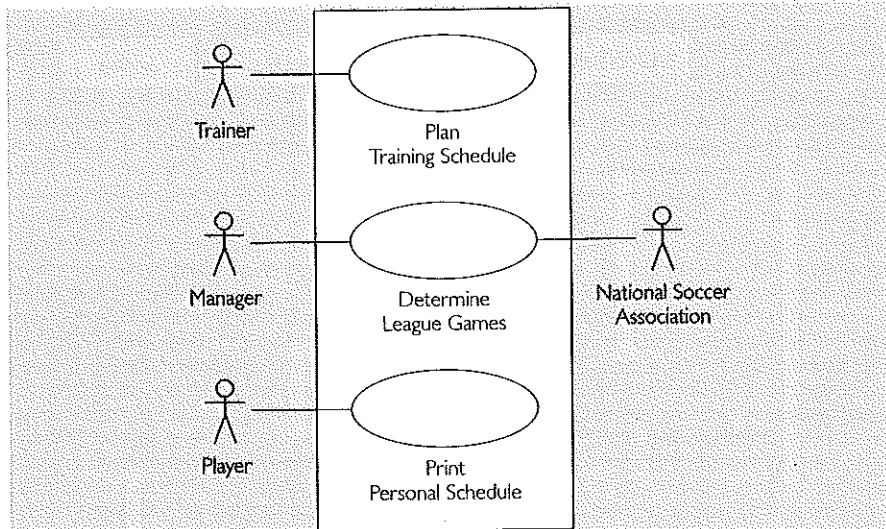 Trainer
Plan
Training Schedule
Manager
Determine
League Games
National Soccer
Association
Player
Print
Personal Schedule